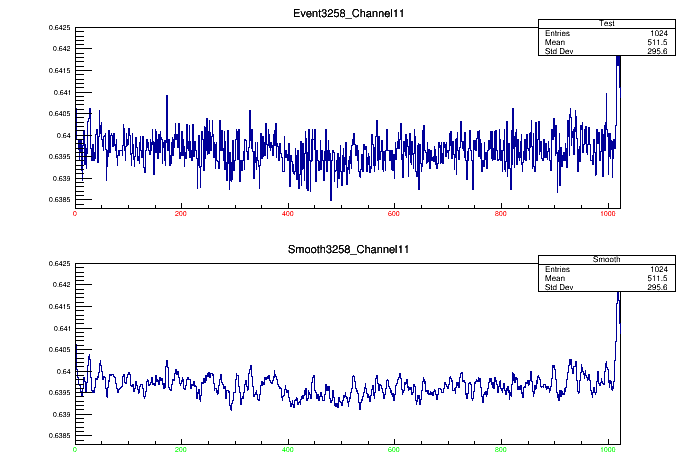 Event3258_Channel11
Test
Entries 1024
Mean 511.5
Std Dev 295.6
0.6425
0.642
0.6415
0.641
0.6405
0.64
0.6395
0.639
0.6385
0 200 400 600 800 1000
Smooth3258_Channel11
Smooth
Entries 1024
Mean 511.5
Std Dev 295.6
0.6425
0.642
0.6415
0.641
0.6405
0.64
0.6395
0.639
0.6385
0 200 400 600 800 1000